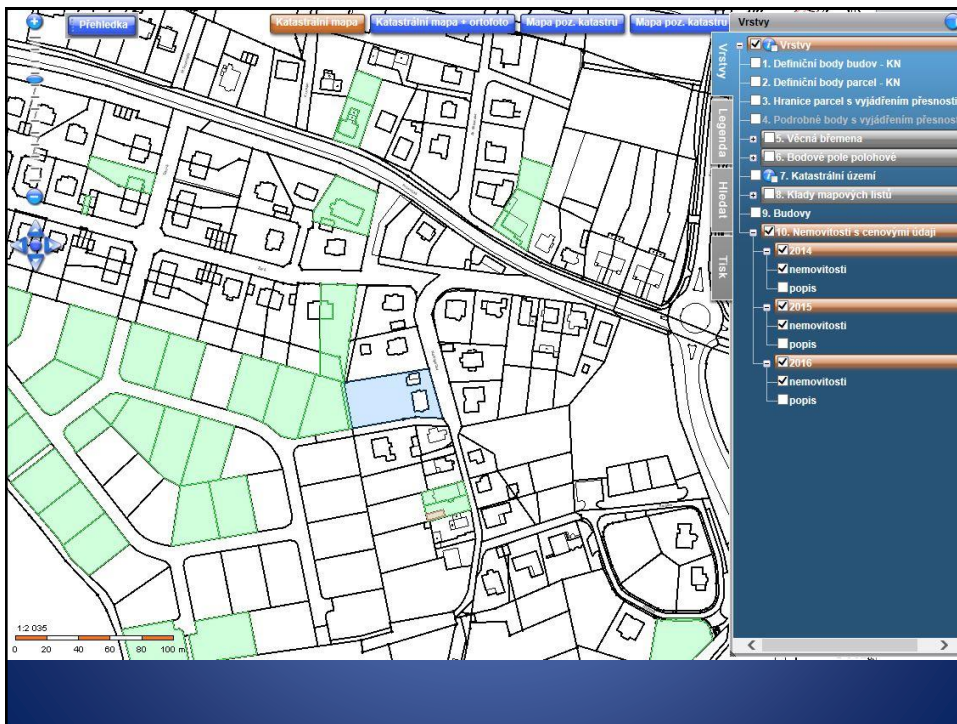 Přehledka
Katastrální mapa
Katastrální mapa + ortofoto
Mapa poz. katastru
Mapa poz. katastru
Vrstvy
Vrstvy
Legenda
Hledat
Tisk
Vrstvy
1. Definiční body budov - KN
2. Definiční body parcel - KN
3. Hranice parcel s vyjádřením přesnosti
4. Podrobné body s vyjádřením přesnost
5. Věcná břemena
6. Bodové pole polohové
7. Katastrální území
8. Klady mapových listů
9. Budovy
10. Nemovitosti s cenovými údaji
2014
nemovitosti
popis
2015
nemovitosti
popis
2016
nemovitosti
popis
1:2 035
0 20 40 60 80 100 m